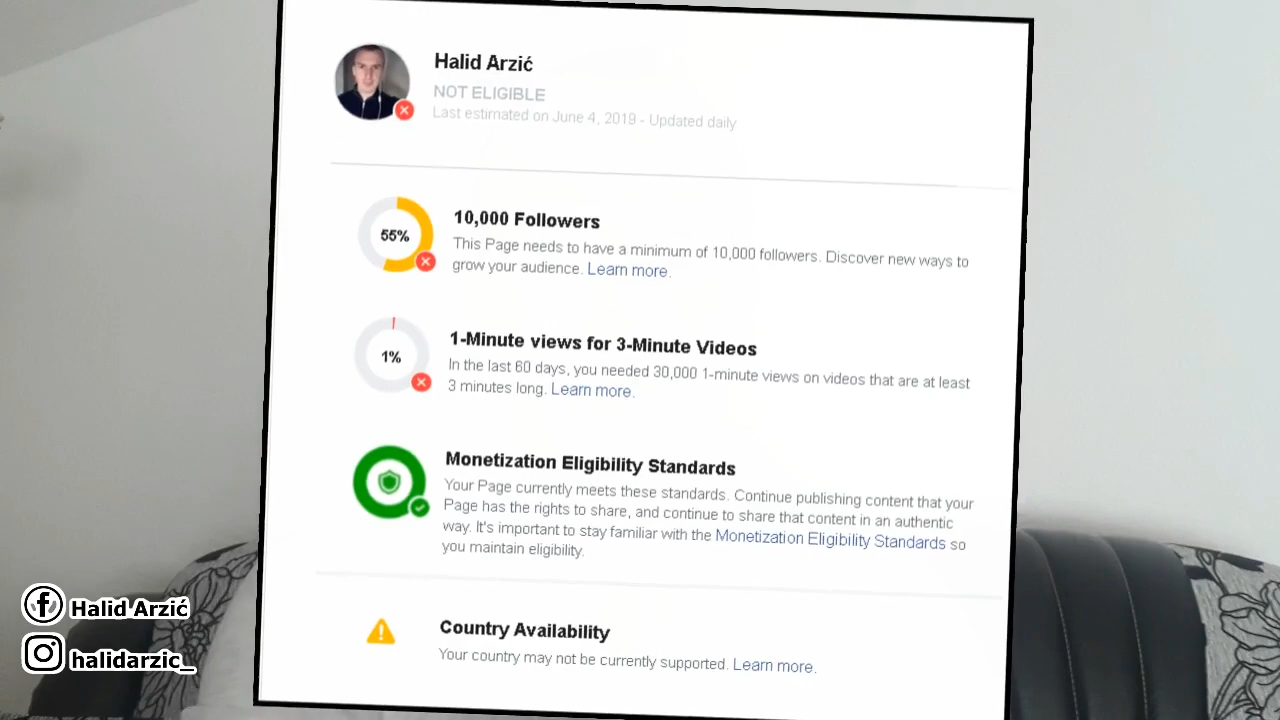 Halid Arzić
NOT ELIGIBLE
Last estimated on June 4, 2019 - Updated daily
55%
10,000 Followers
This Page needs to have a minimum of 10,000 followers. Discover new ways to
grow your audience. Learn more.
1%
1-Minute views for 3-Minute Videos
In the last 60 days, you needed 30,000 1-minute views on videos that are at least
3 minutes long. Learn more.
Monetization Eligibility Standards
Your Page currently meets these standards. Continue publishing content that your
Page has the rights to share, and continue to share that content in an authentic
way. It's important to stay familiar with the Monetization Eligibility Standards so
you maintain eligibility.
Country Availability
Your country may not be currently supported. Learn more.
Halid Arzić
halidarzic_